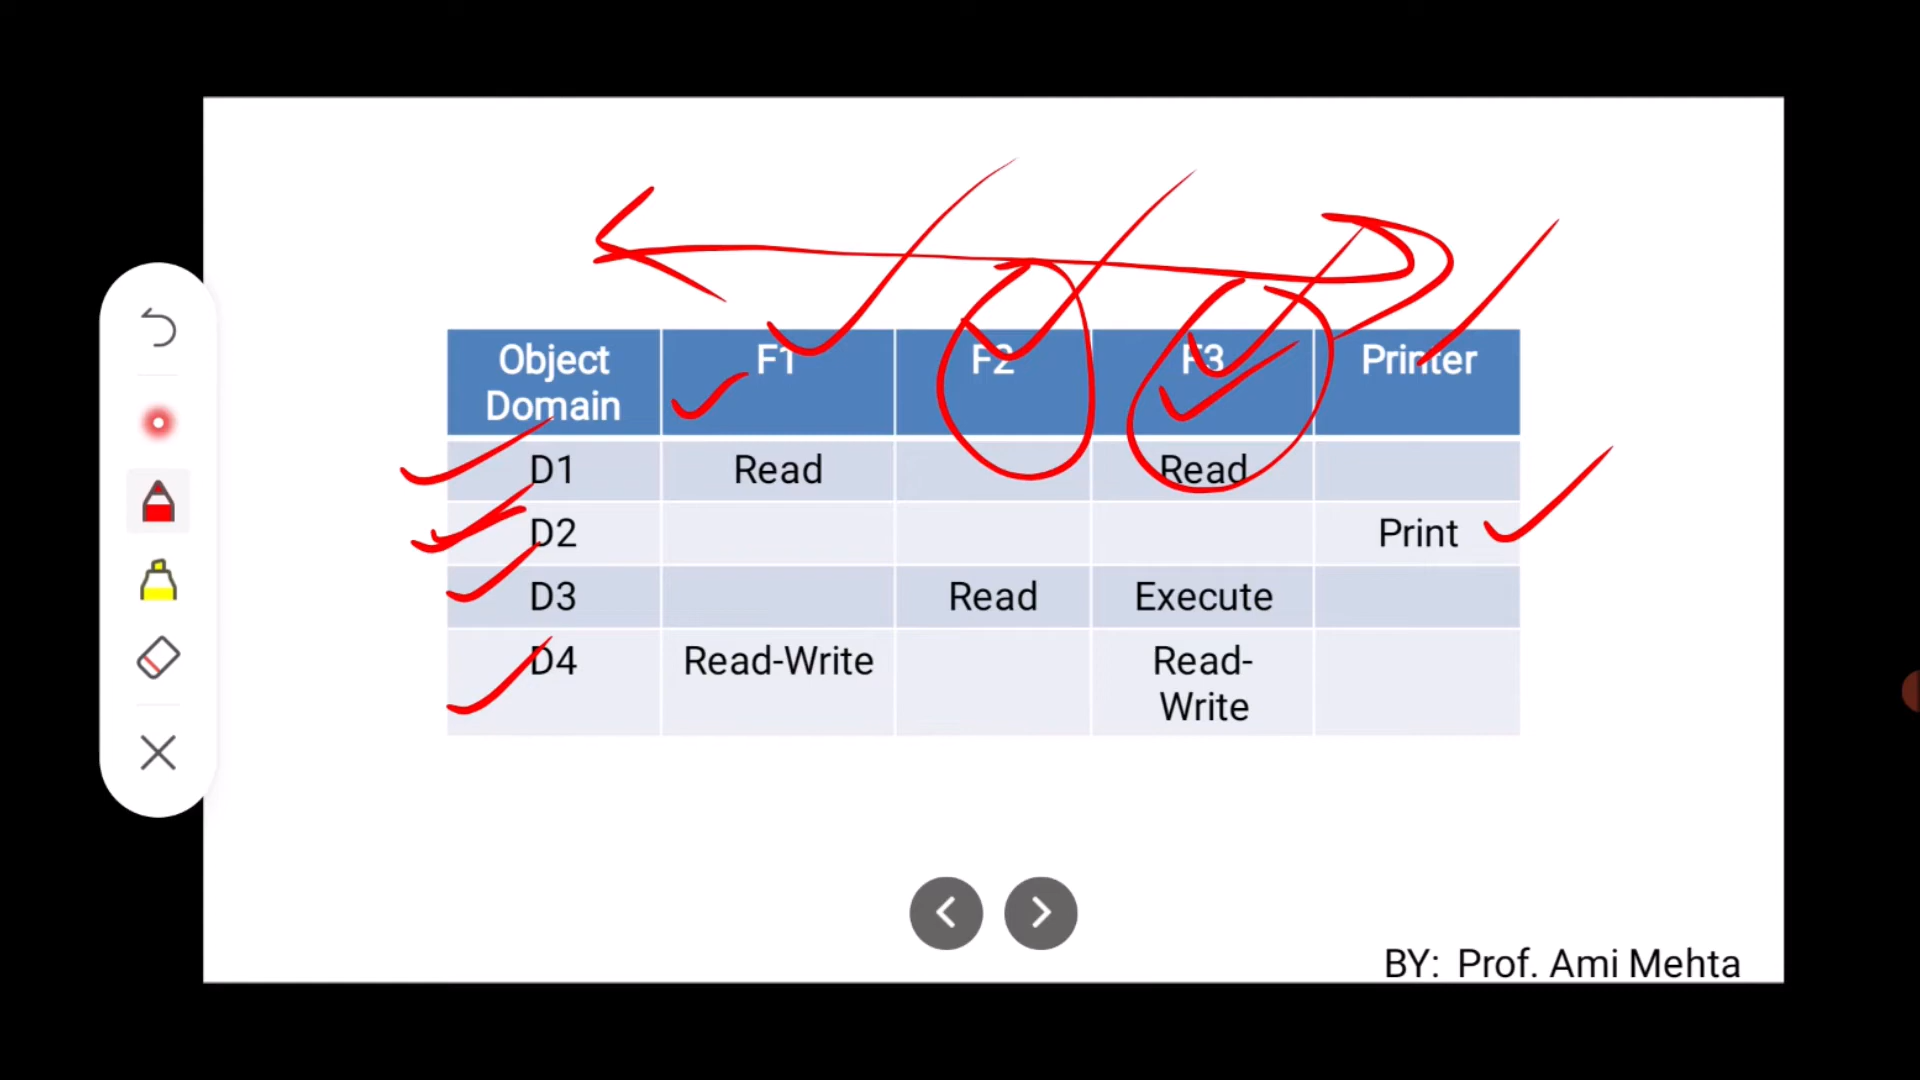 Object Domain F1 F2 F3 Printer
D1 Read Read
D2 Print
D3 Read Execute
D4 Read-Write Read-
Write
BY: Prof. Ami Mehta